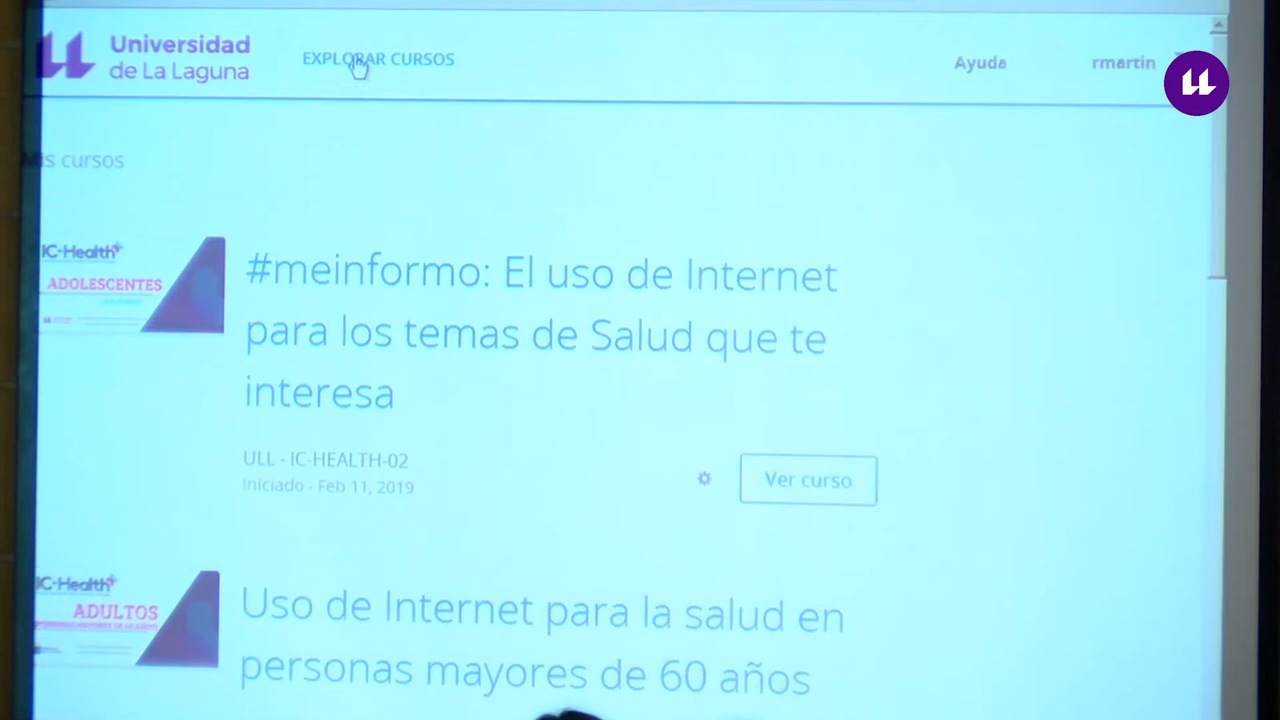 Universidad
de La Laguna
EXPLORAR CURSOS
Ayuda
rmartin
Mis cursos
IC-Health
ADOLESCENTES
#meinformo: El uso de Internet
para los temas de Salud que te
interesa
ULL - IC-HEALTH-02
Iniciado - Feb 11, 2019
Ver curso
IC-Health
ADULTOS
Uso de Internet para la salud en
personas mayores de 60 años